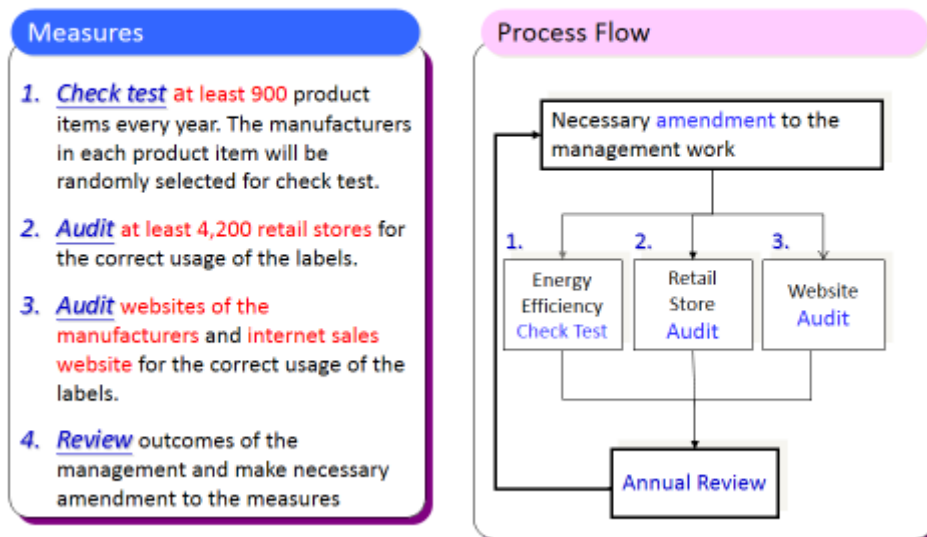 Measures
1. Check test at least 900 product
items every year. The manufacturers
in each product item will be
randomly selected for check test.
2. Audit at least 4,200 retail stores for
the correct usage of the labels.
3. Audit websites of the
manufacturers and internet sales
website for the correct usage of the
labels.
4. Review outcomes of the
management and make necessary
amendment to the measures
Process Flow
Necessary amendment to the
management work
1.
Energy
Efficiency
Check Test
2.
Retail
Store
Audit
3.
Website
Audit
Annual Review